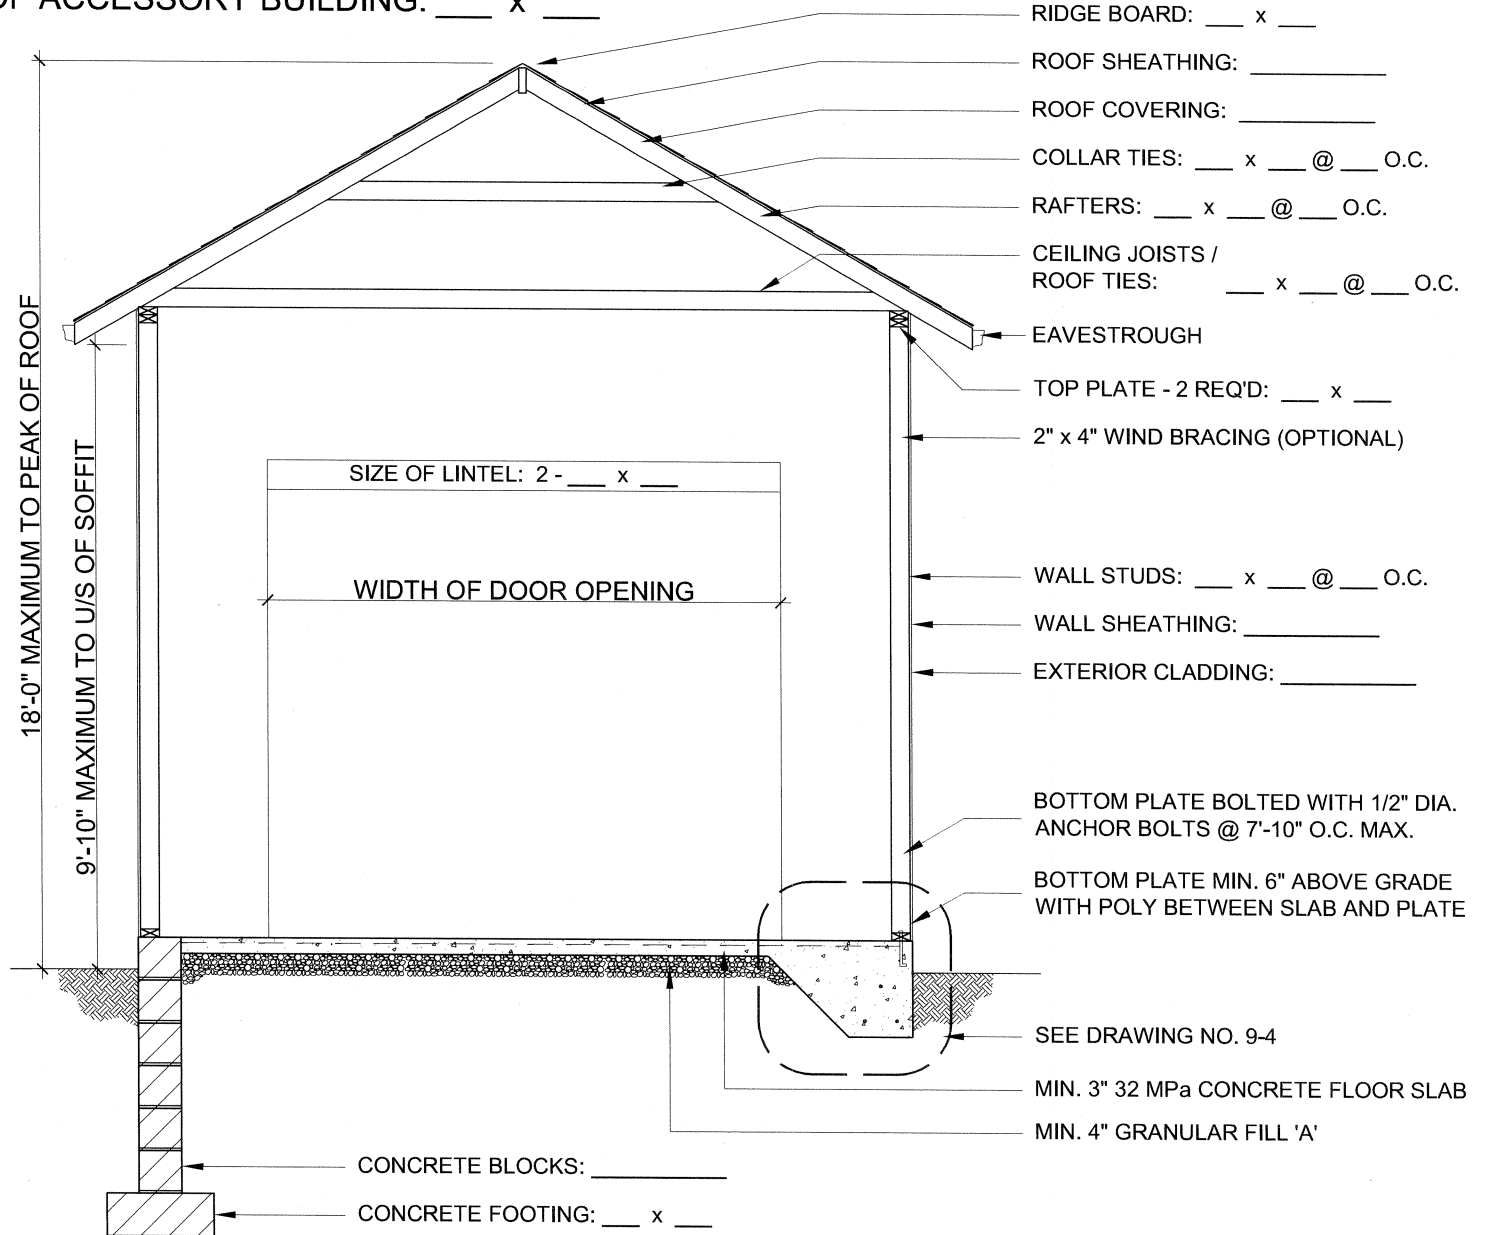 OF ACCESSORY BUILDING: ___ x ___
RIDGE BOARD: ___ x ___
ROOF SHEATHING: ___________
ROOF COVERING: ___________
COLLAR TIES: ___ x ___ @ ___ O.C.
RAFTERS: ___ x ___ @ ___ O.C.
CEILING JOISTS /
ROOF TIES: ___ x ___ @ ___ O.C.
EAVESTROUGH
TOP PLATE - 2 REQ'D: ___ x ___
2" x 4" WIND BRACING (OPTIONAL)
18'-0" MAXIMUM TO PEAK OF ROOF
9'-10" MAXIMUM TO U/S OF SOFFIT
SIZE OF LINTEL: 2 - ___ x ___
WIDTH OF DOOR OPENING
WALL STUDS: ___ x ___ @ ___ O.C.
WALL SHEATHING: ___________
EXTERIOR CLADDING: ___________
BOTTOM PLATE BOLTED WITH 1/2" DIA.
ANCHOR BOLTS @ 7'-10" O.C. MAX.
BOTTOM PLATE MIN. 6" ABOVE GRADE
WITH POLY BETWEEN SLAB AND PLATE
SEE DRAWING NO. 9-4
MIN. 3" 32 MPa CONCRETE FLOOR SLAB
MIN. 4" GRANULAR FILL 'A'
CONCRETE BLOCKS: ___________
CONCRETE FOOTING: ___ x ___